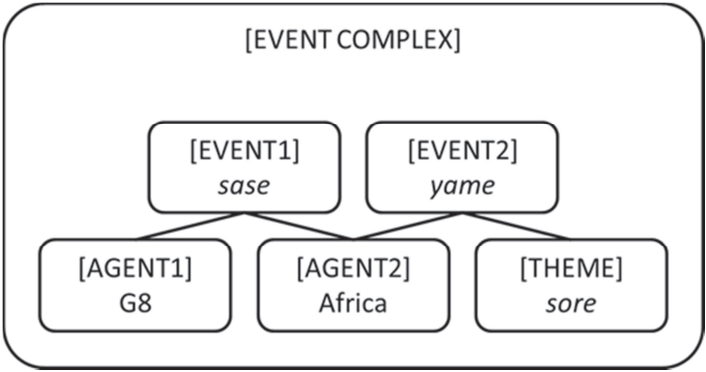 [EVENT COMPLEX]
[EVENT1]
sase
[EVENT2]
yame
[AGENT1]
G8
[AGENT2]
Africa
[THEME]
sore